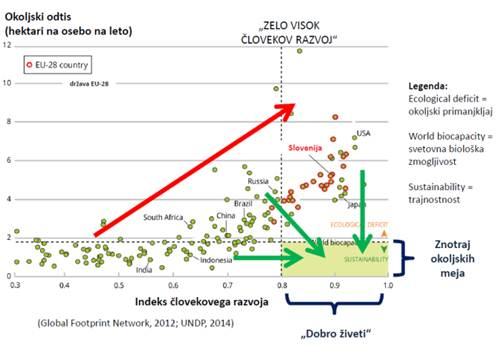 Okoljski odtis
(hektari na osebo na leto)
„ZELO VISOK
ČLOVEKOV RAZVOJ“
12
10
8
6
4
2
0
EU-28 country
država EU-28
USA
Slovenija
Russia
Japan
Brazil
South Africa
China
ECOLOGICAL DEFICIT
World biocapacity
Indonesia
SUSTAINABILITY
India
0.3
0.4
0.5
0.6
0.7
0.8
0.9
1.0
Indeks človekovega razvoja
(Global Footprint Network, 2012; UNDP, 2014)
„Dobro živeti“
Legenda:
Ecological deficit =
okoljski primanjkljaj
World biocapacity =
svetovna biološka
zmogljivost
Sustainability =
trajnostnost
Znotraj
okoljskih
meja